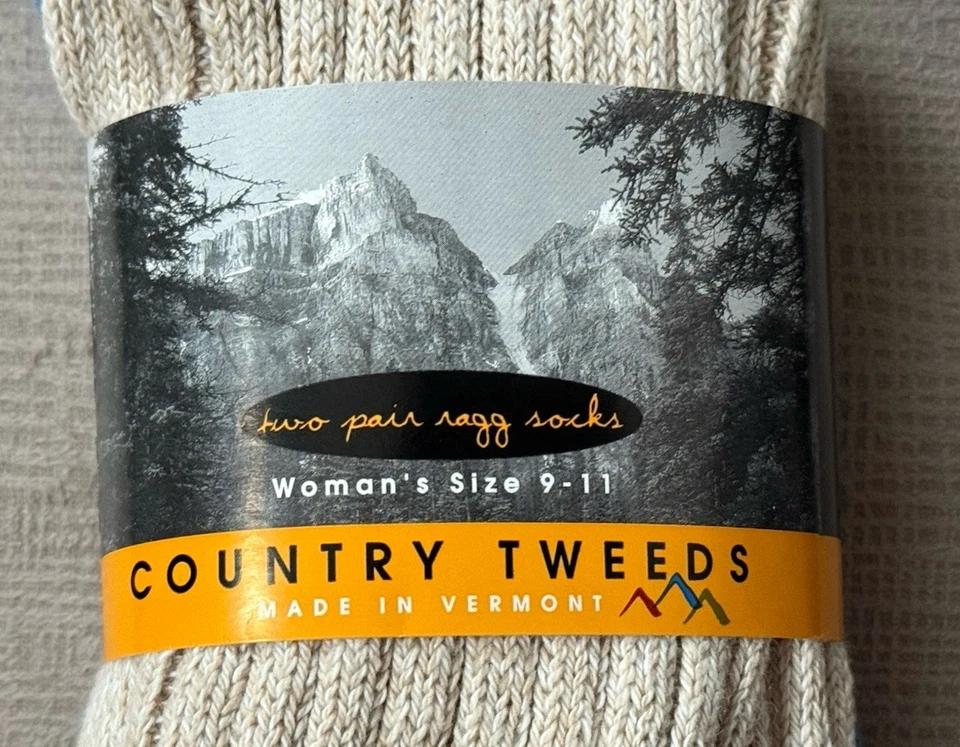 two pair ragg socks
Woman's Size 9-11
COUNTRY TWEEDS
MADE IN VERMONT